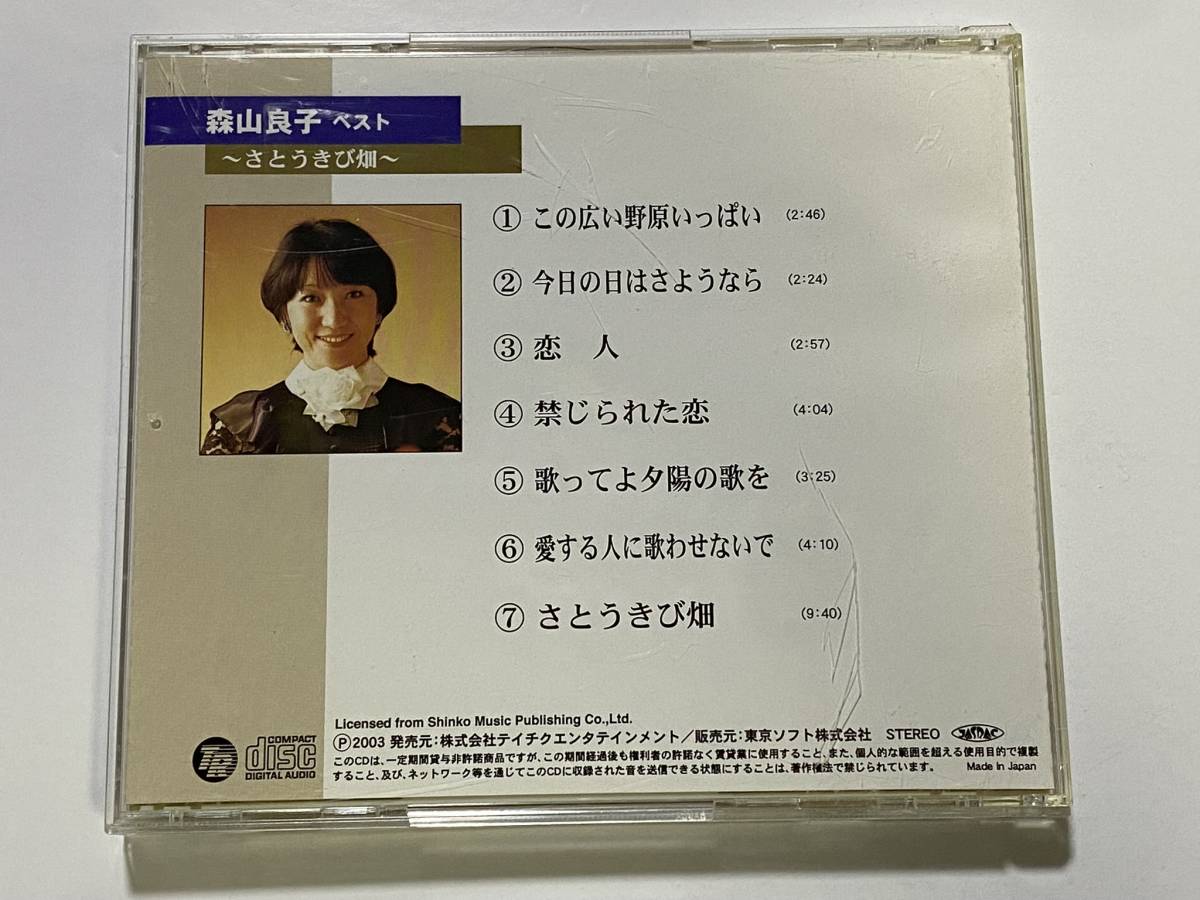 森山良子 ベスト
～さとうきび畑～
① この広い野原いっぱい (2:46)
② 今日の日はさようなら (2:24)
③ 恋 人 (2:57)
④ 禁じられた恋 (4:04)
⑤ 歌ってよ夕陽の歌を (3:25)
⑥ 愛する人に歌わせないで (4:10)
⑦ さとうきび畑 (9:40)
COMPACT
disc
DIGITAL AUDIO
Licensed from Shinko Music Publishing Co.,Ltd.
Ⓟ2003 発売元:株式会社テイチクエンタテインメント／販売元:東京ソフト株式会社 STEREO JASRAC
このCDは、一定期間貸与非許諾商品ですが、この期間経過後も権利者の許諾なく賃貸業に使用すること、また、個人的な範囲を超える使用目的で複製
すること、及び、ネットワーク等を通じてこのCDに収録された音を送信できる状態にすることは、著作権法で禁じられています。 Made in Japan